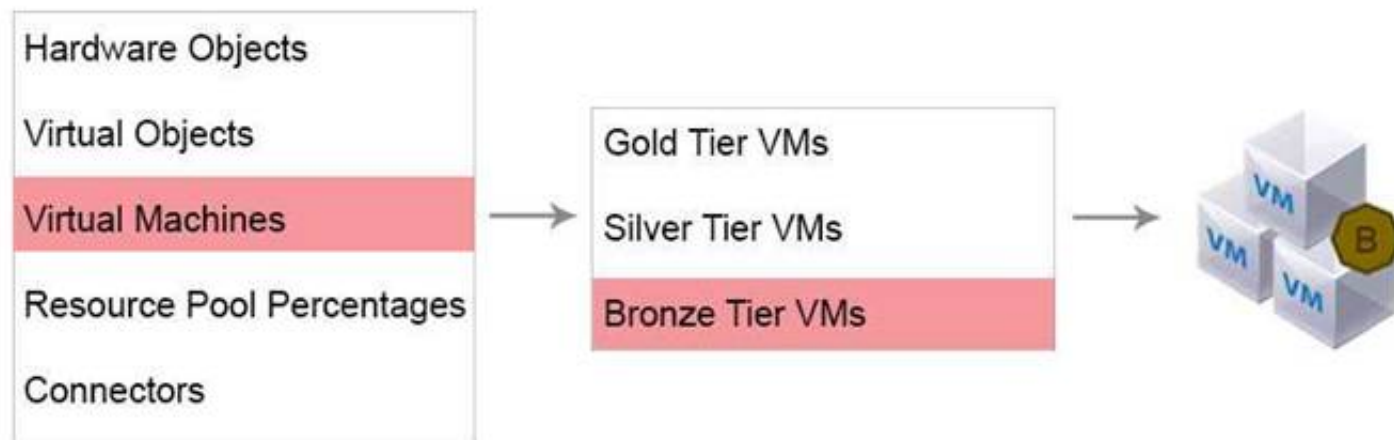 Hardware Objects
Virtual Objects
Virtual Machines
Resource Pool Percentages
Connectors
Gold Tier VMs
Silver Tier VMs
Bronze Tier VMs
VM
VM
VM
B